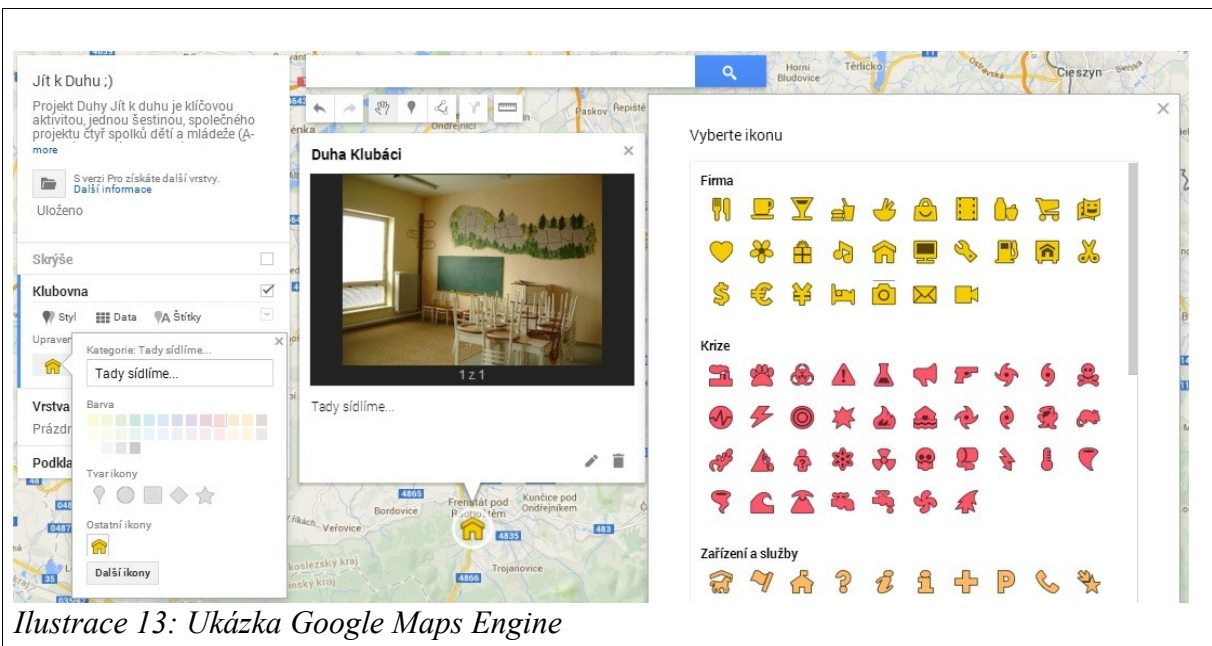 Jít k Duhu ;)
Projekt Duhy Jít k duhu je klíčovou
aktivitou, jednou šestinou, společného
projektu čtyř spolků dětí a mládeže (A-
more
S verzi Pro získáte další vrstvy.
Další informace
Uloženo
Skrýše
Klubovna
Styl
Data
Štítky
Kategorie: Tady sídlíme...
Tady sídlíme...
Barva
Vrstva
Podkla
Tvar ikony
Ostatní ikony
Další ikony
Duha Klubáci
1 z 1
Tady sídlíme...
Horní
Bludovice
Těrlicko
Ostravská
Cieszyn
Bielska
Paskov
Řepiště
4865
Bordovice
Frenštát pod
Radhoštěm
Kunčice pod
Ondřejníkem
483
Veřovice
4835
Trojanovice
4866
35
Vyberte ikonu
Firma
Krize
Zařízení a služby
Ilustrace 13: Ukázka Google Maps Engine